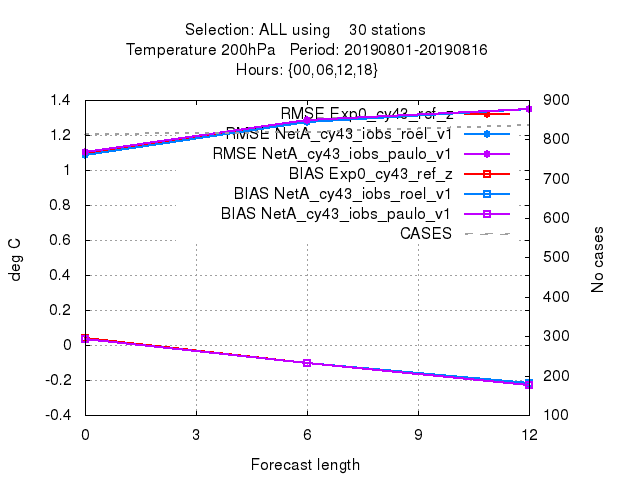 Selection: ALL using    30 stations
Temperature 200hPa   Period: 20190801-20190816
Hours: {00,06,12,18}
1.4
1.2
1
0.8
0.6
0.4
0.2
0
-0.2
-0.4
deg C
RMSE Exp0_cy43_ref_z
RMSE NetA_cy43_iobs_roel_v1
RMSE NetA_cy43_iobs_paulo_v1
BIAS Exp0_cy43_ref_z
BIAS NetA_cy43_iobs_roel_v1
BIAS NetA_cy43_iobs_paulo_v1
CASES
900
800
700
600
500
400
300
200
100
No cases
0
3
6
9
12
Forecast length